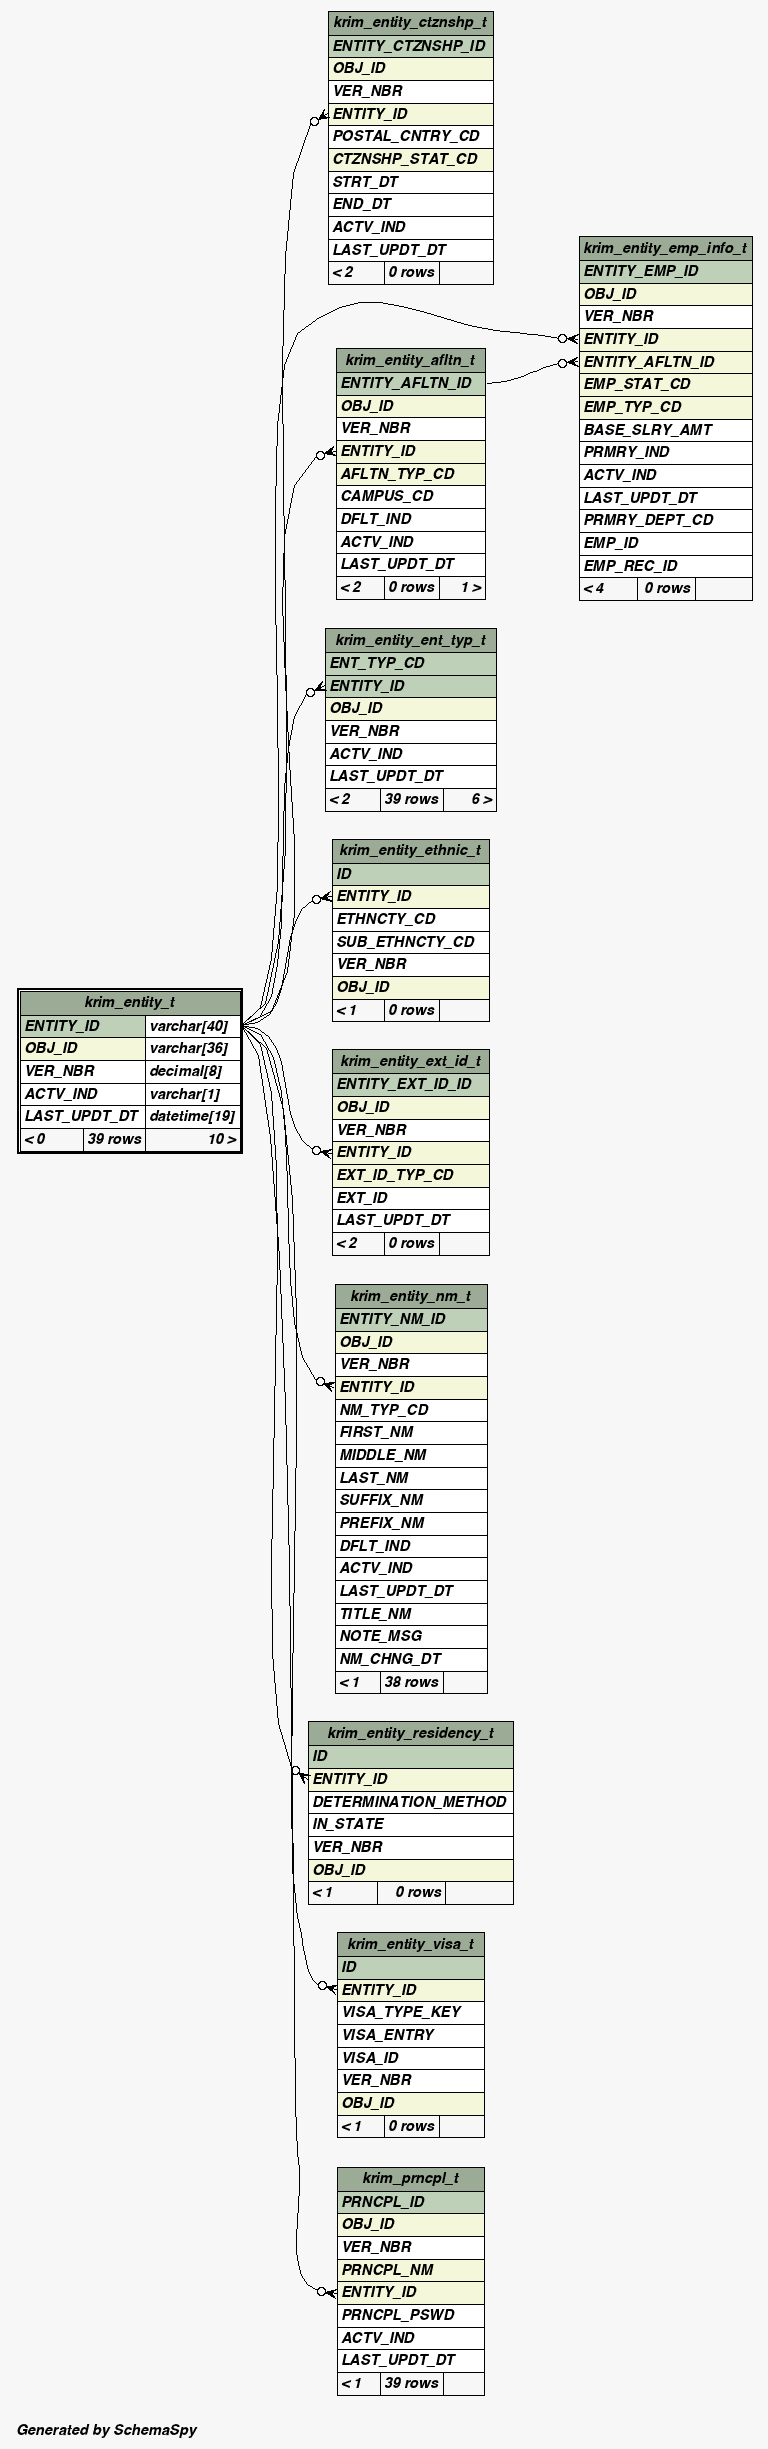 krim_entity_ctznshp_t
ENTITY_CTZNSHP_ID
OBJ_ID
VER_NBR
ENTITY_ID
POSTAL_CNTRY_CD
CTZNSHP_STAT_CD
STRT_DT
END_DT
ACTV_IND
LAST_UPDT_DT
< 2 0 rows
krim_entity_emp_info_t
ENTITY_EMP_ID
OBJ_ID
VER_NBR
ENTITY_ID
ENTITY_AFLTN_ID
EMP_STAT_CD
EMP_TYP_CD
BASE_SLRY_AMT
PRMRY_IND
ACTV_IND
LAST_UPDT_DT
PRMRY_DEPT_CD
EMP_ID
EMP_REC_ID
< 4 0 rows
krim_entity_afltn_t
ENTITY_AFLTN_ID
OBJ_ID
VER_NBR
ENTITY_ID
AFLTN_TYP_CD
CAMPUS_CD
DFLT_IND
ACTV_IND
LAST_UPDT_DT
< 2 0 rows 1 >
krim_entity_ent_typ_t
ENT_TYP_CD
ENTITY_ID
OBJ_ID
VER_NBR
ACTV_IND
LAST_UPDT_DT
< 2 39 rows 6 >
krim_entity_ethnic_t
ID
ENTITY_ID
ETHNCTY_CD
SUB_ETHNCTY_CD
VER_NBR
OBJ_ID
< 1 0 rows
krim_entity_t
ENTITY_ID varchar[40]
OBJ_ID varchar[36]
VER_NBR decimal[8]
ACTV_IND varchar[1]
LAST_UPDT_DT datetime[19]
< 0 39 rows 10 >
krim_entity_ext_id_t
ENTITY_EXT_ID_ID
OBJ_ID
VER_NBR
ENTITY_ID
EXT_ID_TYP_CD
EXT_ID
LAST_UPDT_DT
< 2 0 rows
krim_entity_nm_t
ENTITY_NM_ID
OBJ_ID
VER_NBR
ENTITY_ID
NM_TYP_CD
FIRST_NM
MIDDLE_NM
LAST_NM
SUFFIX_NM
PREFIX_NM
DFLT_IND
ACTV_IND
LAST_UPDT_DT
TITLE_NM
NOTE_MSG
NM_CHNG_DT
< 1 38 rows
krim_entity_residency_t
ID
ENTITY_ID
DETERMINATION_METHOD
IN_STATE
VER_NBR
OBJ_ID
< 1 0 rows
krim_entity_visa_t
ID
ENTITY_ID
VISA_TYPE_KEY
VISA_ENTRY
VISA_ID
VER_NBR
OBJ_ID
< 1 0 rows
krim_prncpl_t
PRNCPL_ID
OBJ_ID
VER_NBR
PRNCPL_NM
ENTITY_ID
PRNCPL_PSWD
ACTV_IND
LAST_UPDT_DT
< 1 39 rows
Generated by SchemaSpy